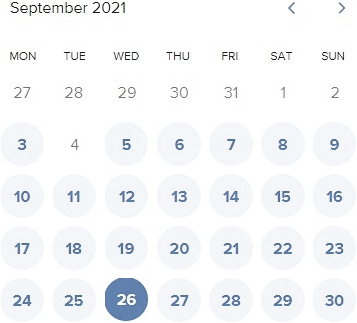 September 2021
MON TUE WED THU FRI SAT SUN
27 28 29 30 31 1 2
3 4 5 6 7 8 9
10 11 12 13 14 15 16
17 18 19 20 21 22 23
24 25 26 27 28 29 30